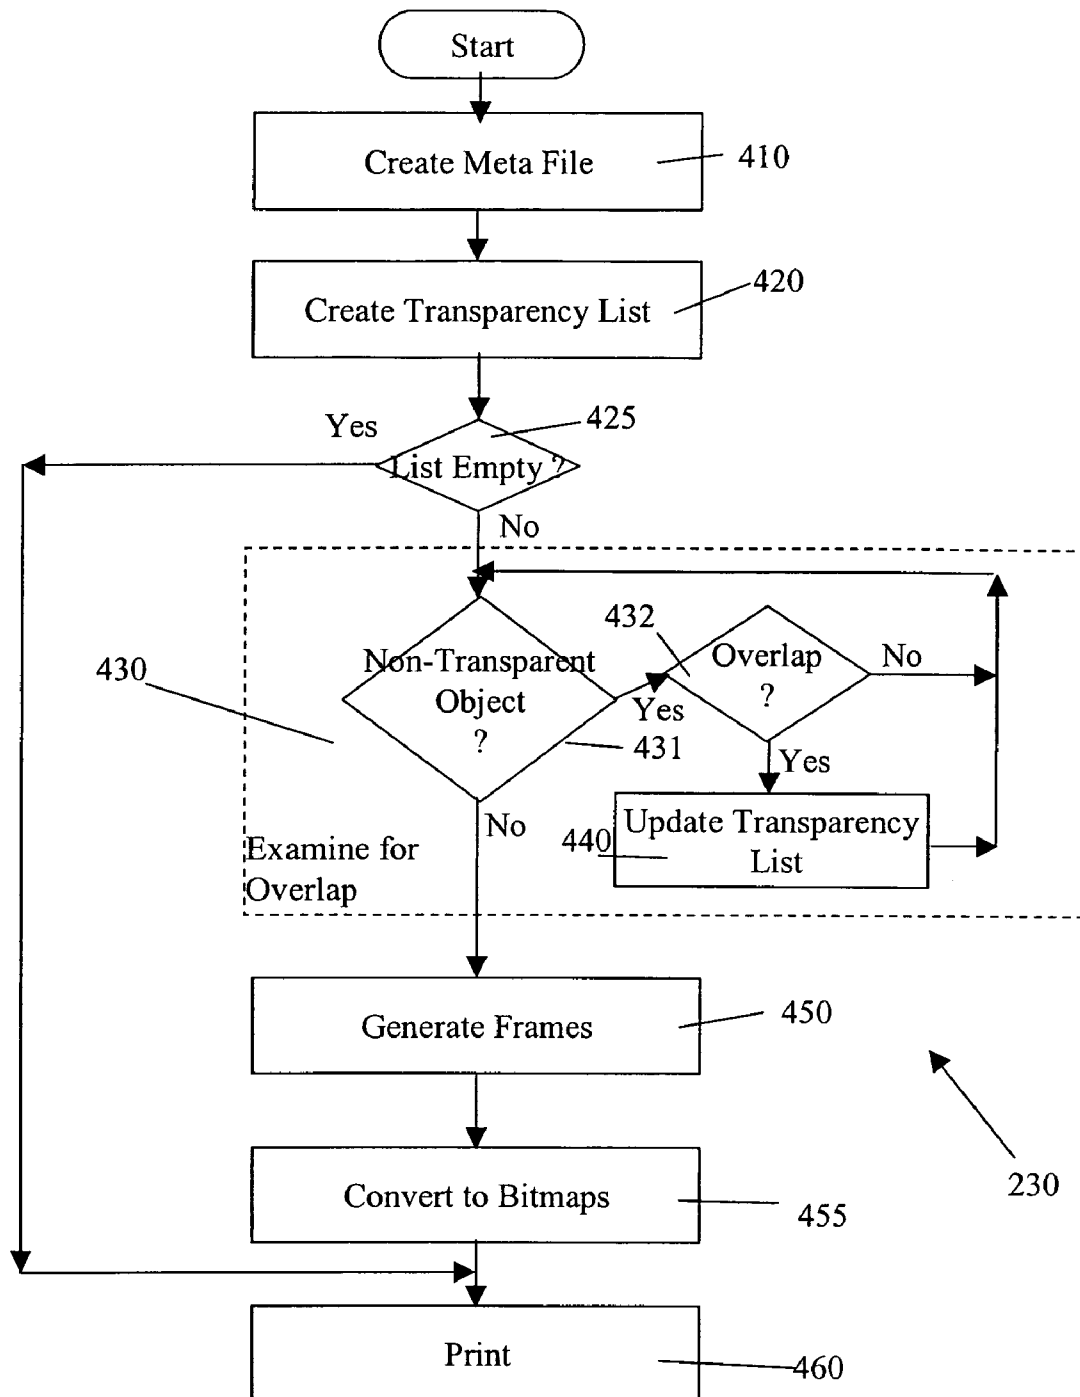 Start
Create Meta File
410
Create Transparency List
420
Yes
425
List Empty ?
No
430
Non-Transparent
Object
?
431
Yes
432
Overlap
?
No
Yes
440
Update Transparency
List
No
Examine for
Overlap
Generate Frames
450
Convert to Bitmaps
455
230
Print
460